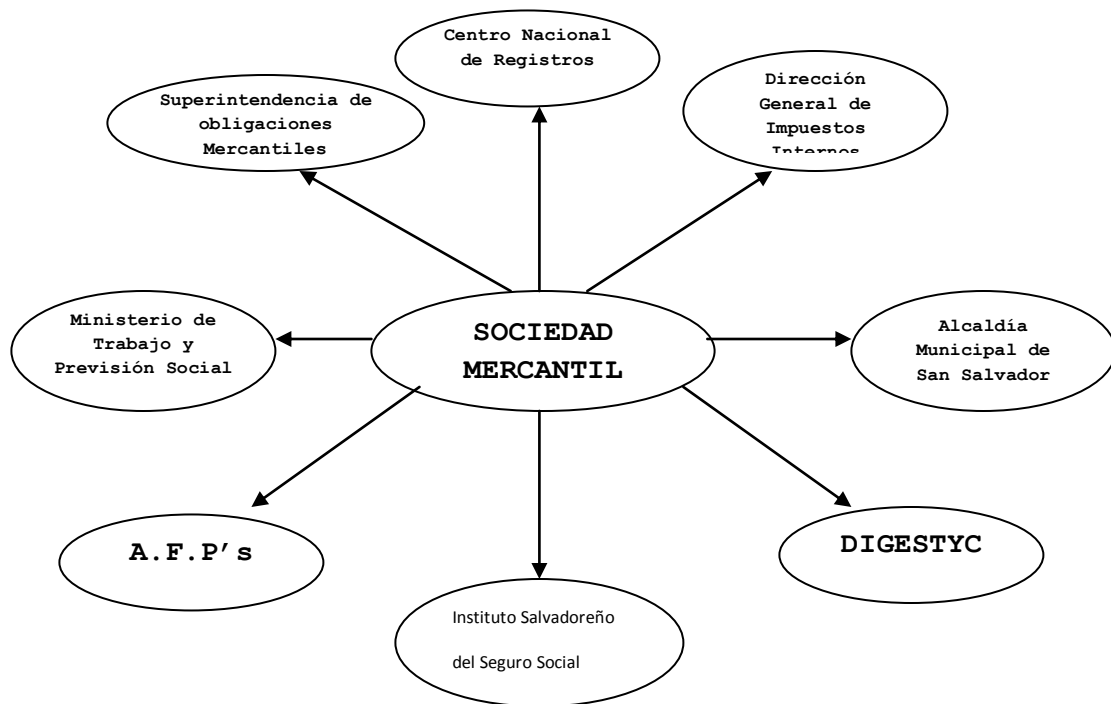 Centro Nacional
de Registros
Superintendencia de
obligaciones
Mercantiles
Dirección
General de
Impuestos
Internos
Ministerio de
Trabajo y
Previsión Social
SOCIEDAD
MERCANTIL
Alcaldía
Municipal de
San Salvador
A.F.P’s
DIGESTYC
Instituto Salvadoreño
del Seguro Social